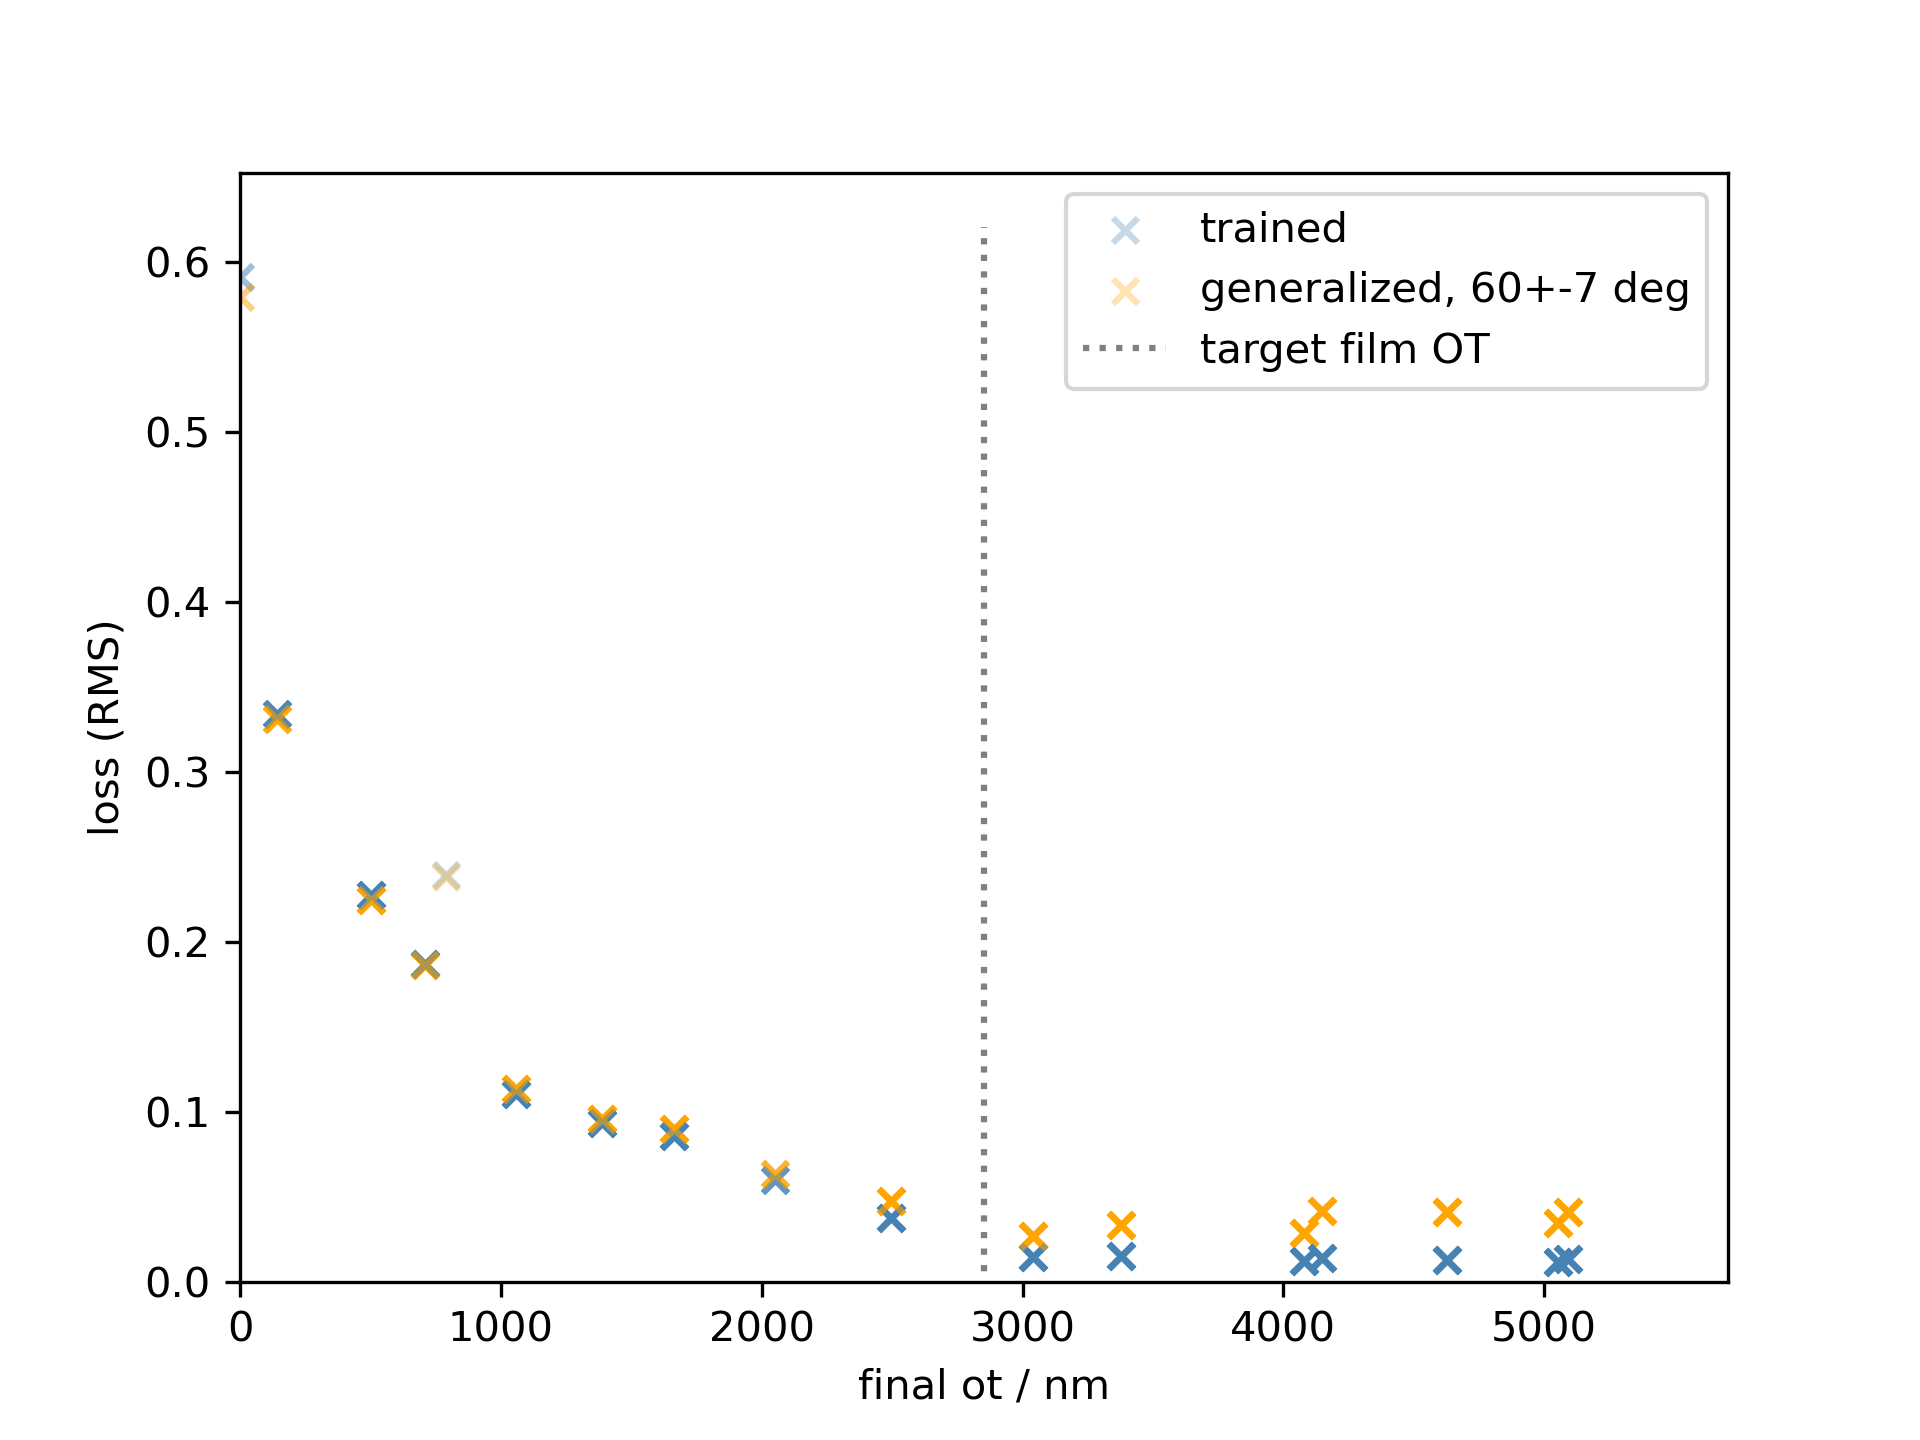 trained
generalized, 60+-7 deg
target film OT
0.6
0.5
0.4
0.3
0.2
0.1
0.0
loss (RMS)
0 1000 2000 3000 4000 5000
final ot / nm